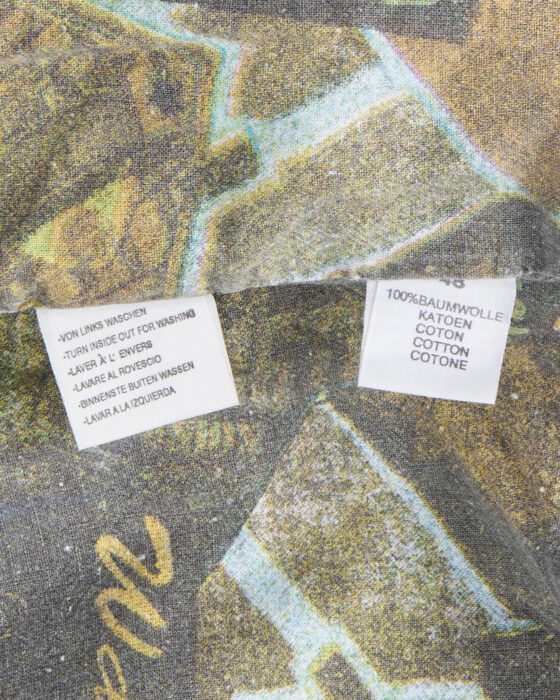 -VON LINKS WASCHEN
-TURN INSIDE OUT FOR WASHING
-LAVER À L' ENVERS
-LAVARE AL ROVESCIO
-BINNENSTE BUITEN WASSEN
-LAVAR A LA IZQUIERDA
48
100%BAUMWOLLE
KATOEN
COTON
COTTON
COTONE